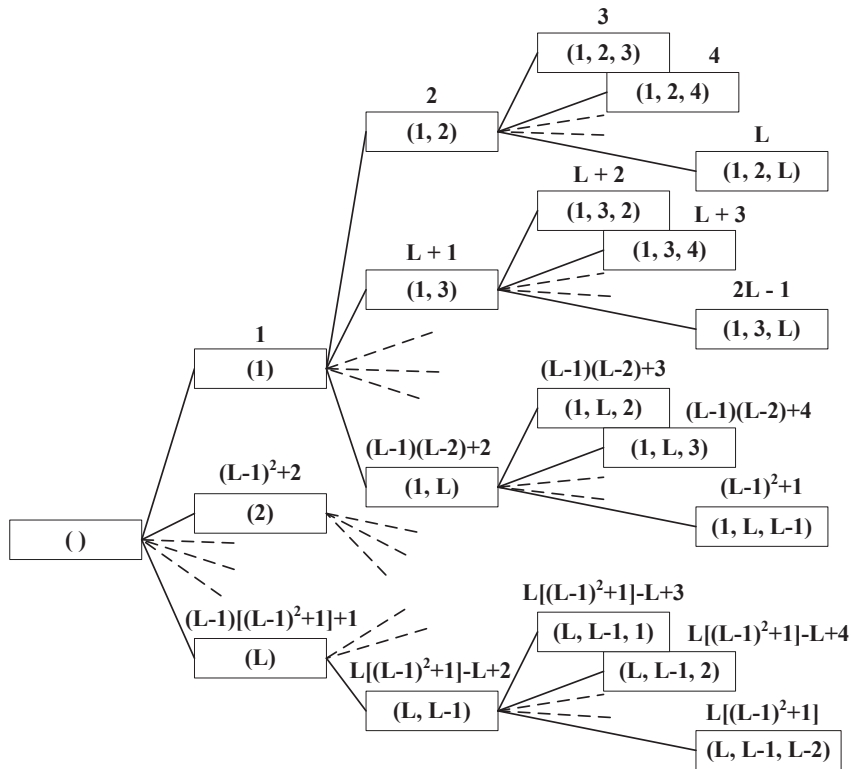 3
(1, 2, 3)
4
(1, 2, 4)
2
(1, 2)
L
(1, 2, L)
L + 2
(1, 3, 2)
L + 3
(1, 3, 4)
L + 1
(1, 3)
2L - 1
(1, 3, L)
1
(1)
(L-1)(L-2)+3
(1, L, 2)
(L-1)(L-2)+4
(1, L, 3)
(L-1)(L-2)+2
(1, L)
(L-1)²+1
(1, L, L-1)
(L-1)²+2
(2)
( )
(L-1)[(L-1)²+1]+1
(L)
L[(L-1)²+1]-L+3
(L, L-1, 1)
L[(L-1)²+1]-L+4
(L, L-1, 2)
L[(L-1)²+1]-L+2
(L, L-1)
L[(L-1)²+1]
(L, L-1, L-2)